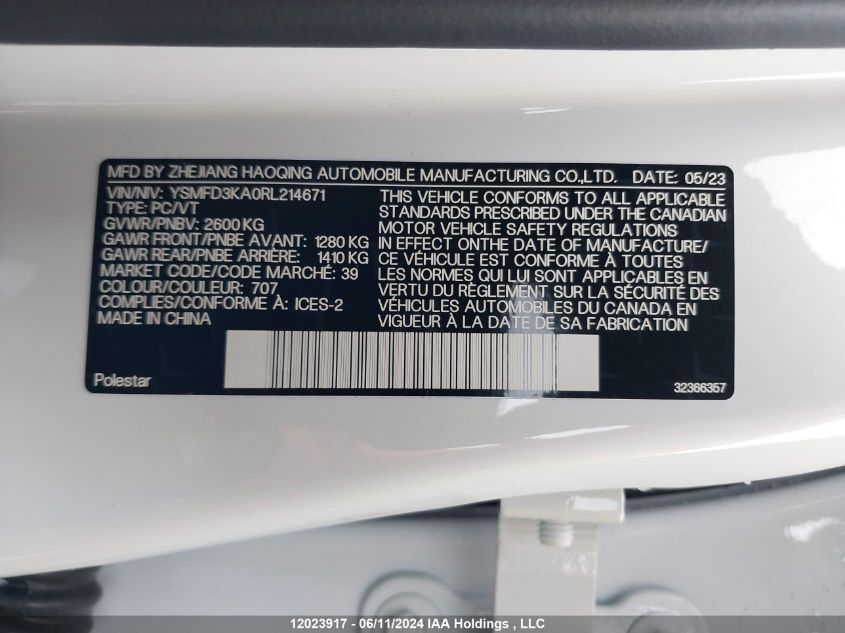 MFD BY ZHEJIANG HAOQING AUTOMOBILE MANUFACTURING CO.,LTD. DATE: 05/23
VIN/NIV: YSMFD3KA0RL214671
TYPE: PC/VT
GVWR/PNBV: 2600 KG
GAWR FRONT/PNBE AVANT: 1280 KG
GAWR REAR/PNBE ARRIÈRE: 1410 KG
MARKET CODE/CODE MARCHÉ: 39
COLOUR/COULEUR: 707
COMPLIES/CONFORME À: ICES-2
MADE IN CHINA
THIS VEHICLE CONFORMS TO ALL APPLICABLE
STANDARDS PRESCRIBED UNDER THE CANADIAN
MOTOR VEHICLE SAFETY REGULATIONS
IN EFFECT ONTHE DATE OF MANUFACTURE/
CE VÉHICULE EST CONFORME À TOUTES
LES NORMES QUI LUI SONT APPLICABLES EN
VERTU DU RÈGLEMENT SUR LA SÉCURITÉ DES
VÉHICULES AUTOMOBILES DU CANADA EN
VIGUEUR À LA DATE DE SA FABRICATION
Polestar
32366357
12023917 - 06/11/2024 IAA Holdings , LLC